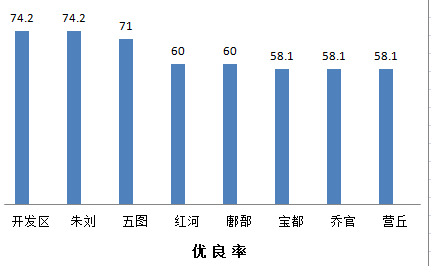 74.2 74.2 71 60 60 58.1 58.1 58.1
开发区 朱刘 五图 红河 鄌郚 宝都 乔官 营丘
优良率